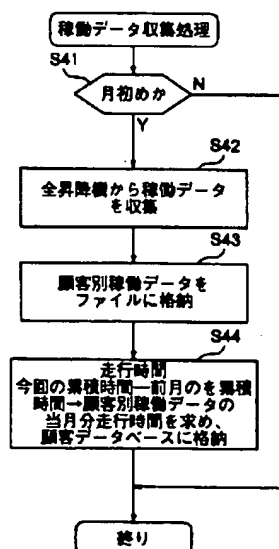 稼働データ収集処理
S41
月初めか
N
Y
S42
全昇降機から稼働データ
を収集
S43
顧客別稼働データを
ファイルに格納
S44
走行時間
今回の累積時間ー前月のを累積
時間→顧客別稼働データの
当月分走行時間を求め、
顧客データベースに格納
終り